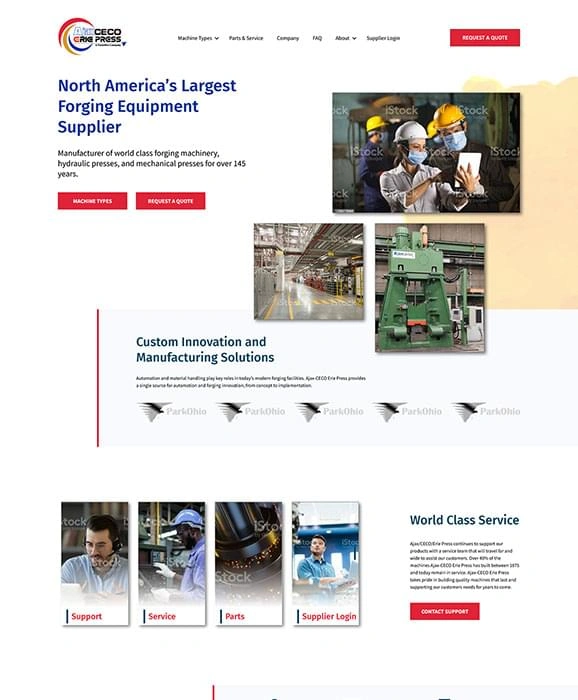 AJAX CECO
ERIE PRESS
Machine Types
Parts & Service
Company
FAQ
About
Supplier Login
REQUEST A QUOTE
North America’s Largest
Forging Equipment
Supplier
Manufacturer of world class forging machinery,
hydraulic presses, and mechanical presses for over 145
years.
MACHINE TYPES
REQUEST A QUOTE
iStock
iStock
iStock
Custom Innovation and
Manufacturing Solutions
Automation and material handling play key roles in today's modern forging facilities. Ajax-CECO Erie Press provides
a single source for automation and forging innovation, from concept to implementation.
ParkOhio
ParkOhio
ParkOhio
ParkOhio
ParkOhio
iStock
iStock
Support
Service
Parts
Supplier Login
World Class Service
Ajax/CECO/Erie Press continues to support our
products with a service team that will travel far and
wide to assist our customers. Over 40% of the
machines Ajax-CECO Erie Press has built between 1875
and today remain in service. Ajax-CECO Erie Press
takes pride in building quality machines that last and
supporting our customers needs for years to come.
CONTACT SUPPORT